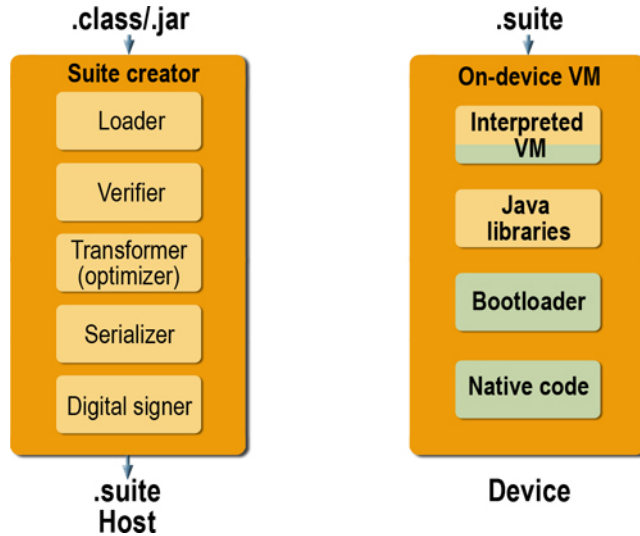 .class/.jar
Suite creator
Loader
Verifier
Transformer
(optimizer)
Serializer
Digital signer
.suite
Host
.suite
On-device VM
Interpreted
VM
Java
libraries
Bootloader
Native code
Device